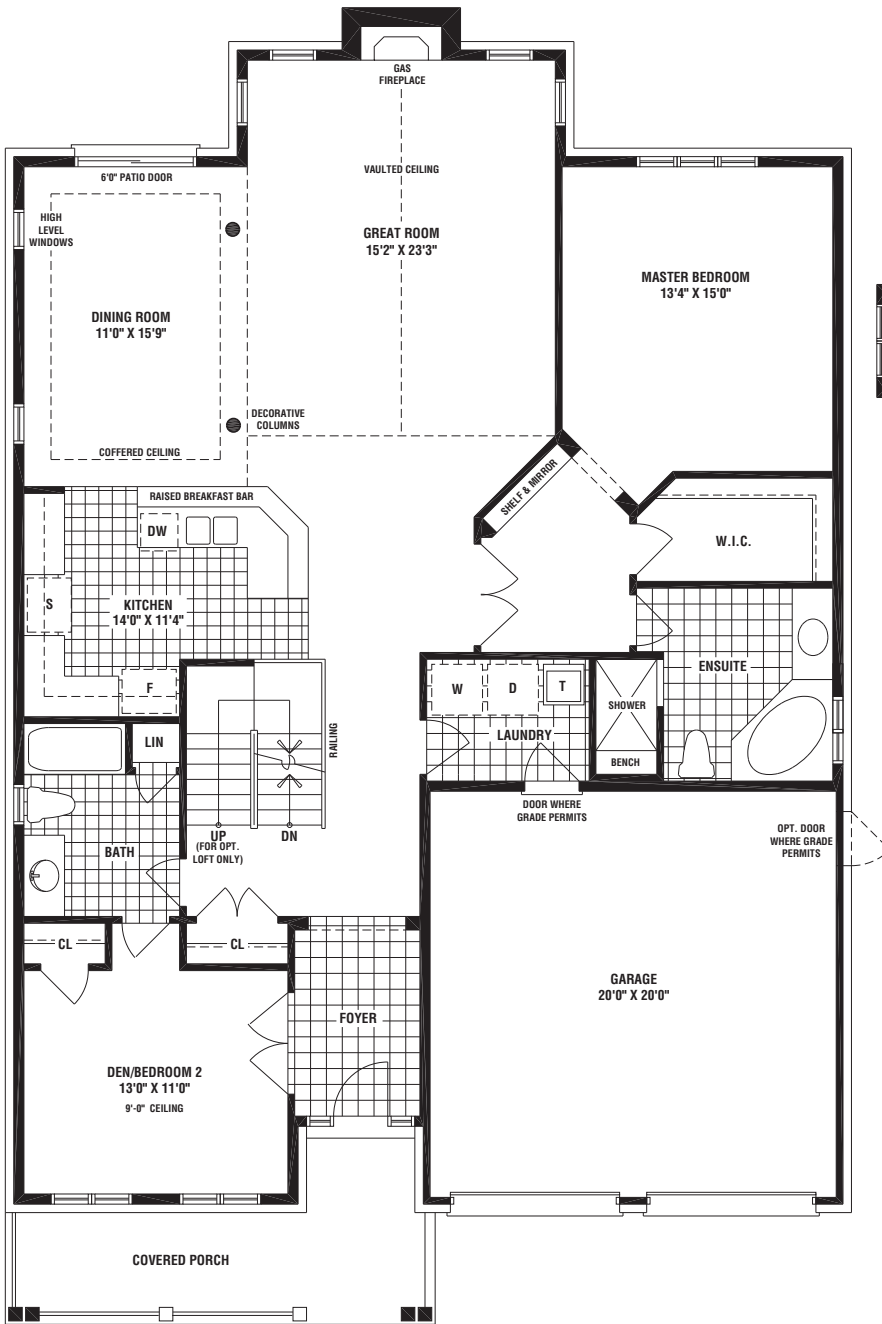 GAS
FIREPLACE
6'0" PATIO DOOR
VAULTED CEILING
HIGH
LEVEL
WINDOWS
GREAT ROOM
15'2" X 23'3"
MASTER BEDROOM
13'4" X 15'0"
DINING ROOM
11'0" X 15'9"
DECORATIVE
COLUMNS
COFFERED CEILING
SHELF & MIRROR
RAISED BREAKFAST BAR
DW
W.I.C.
S
KITCHEN
14'0" X 11'4"
F
ENSUITE
W
D
T
SHOWER
LIN
RAILING
LAUNDRY
BENCH
DOOR WHERE
GRADE PERMITS
UP
(FOR OPT.
LOFT ONLY)
DN
OPT. DOOR
WHERE GRADE
PERMITS
BATH
CL
CL
GARAGE
20'0" X 20'0"
FOYER
DEN/BEDROOM 2
13'0" X 11'0"
9'-0" CEILING
COVERED PORCH